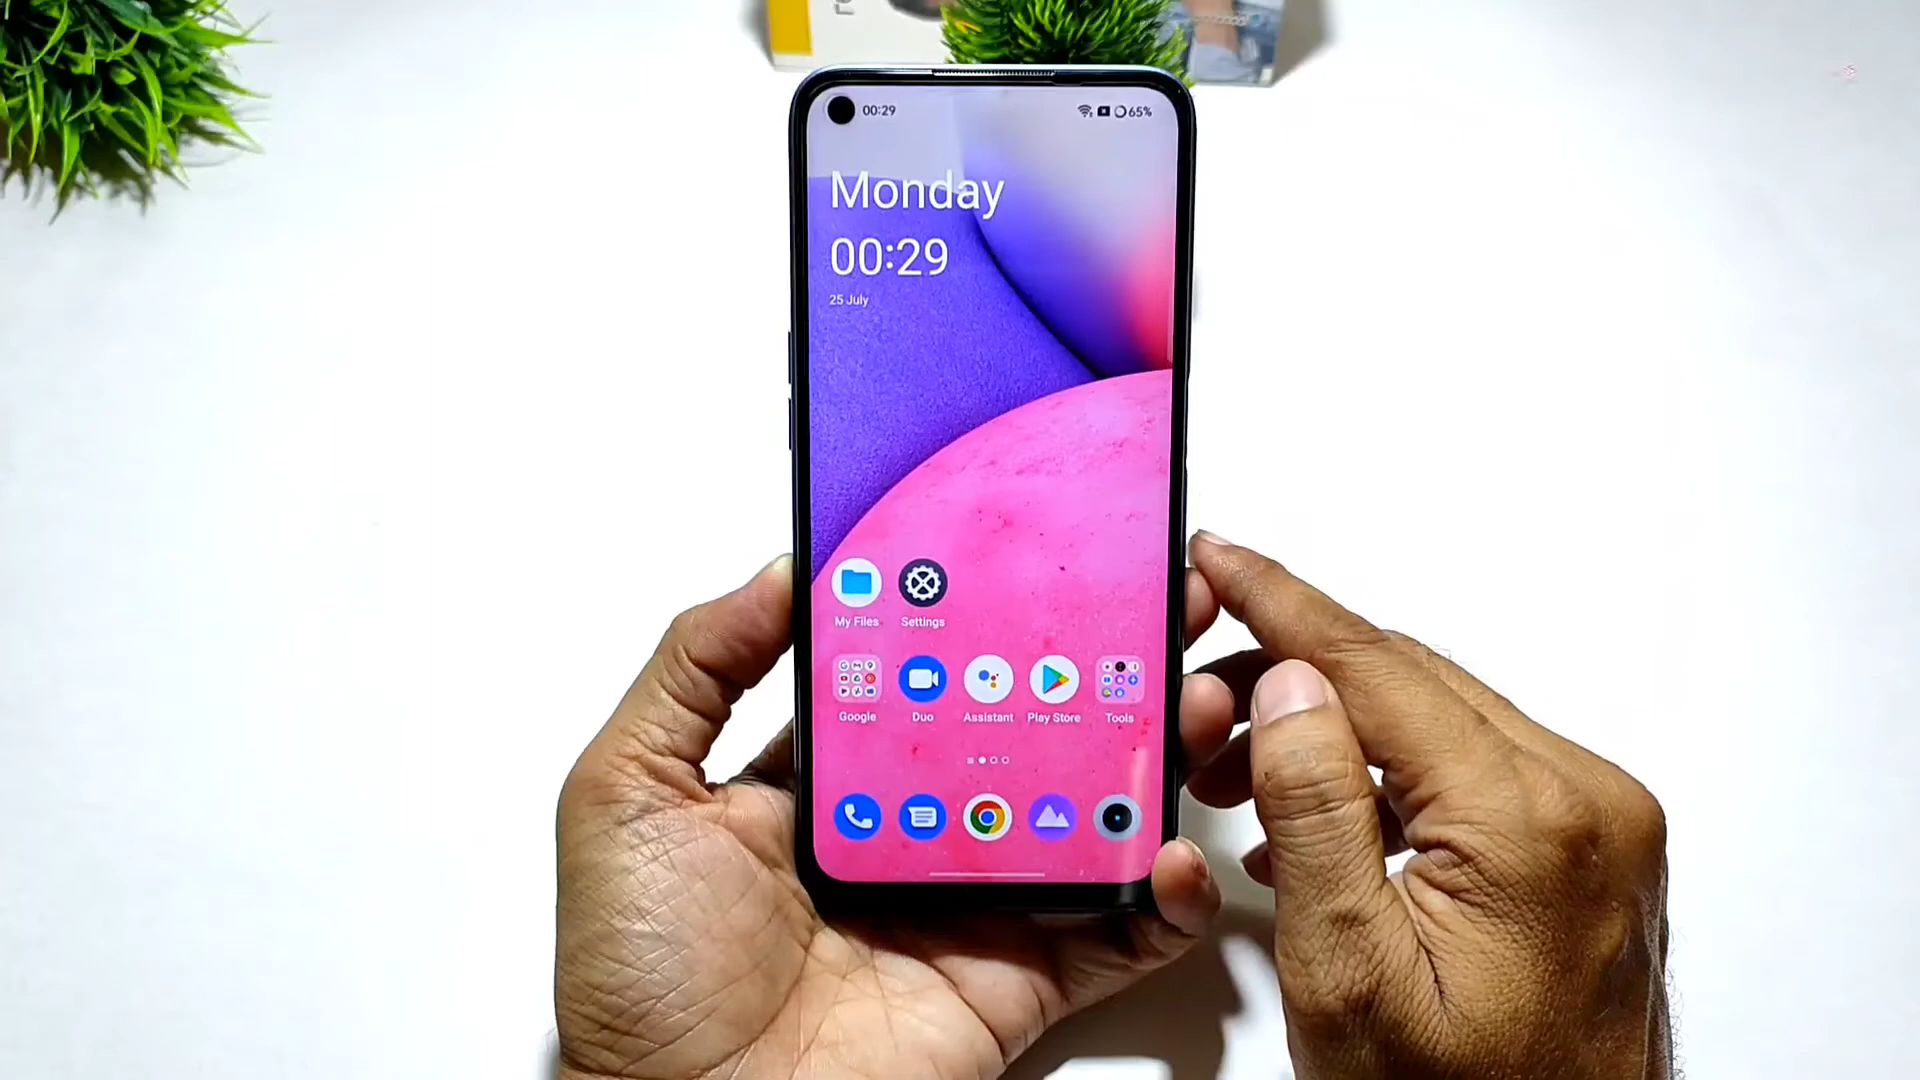 00:29
65%
Monday
00:29
25 July
My Files
Settings
Google
Duo
Assistant
Play Store
Tools